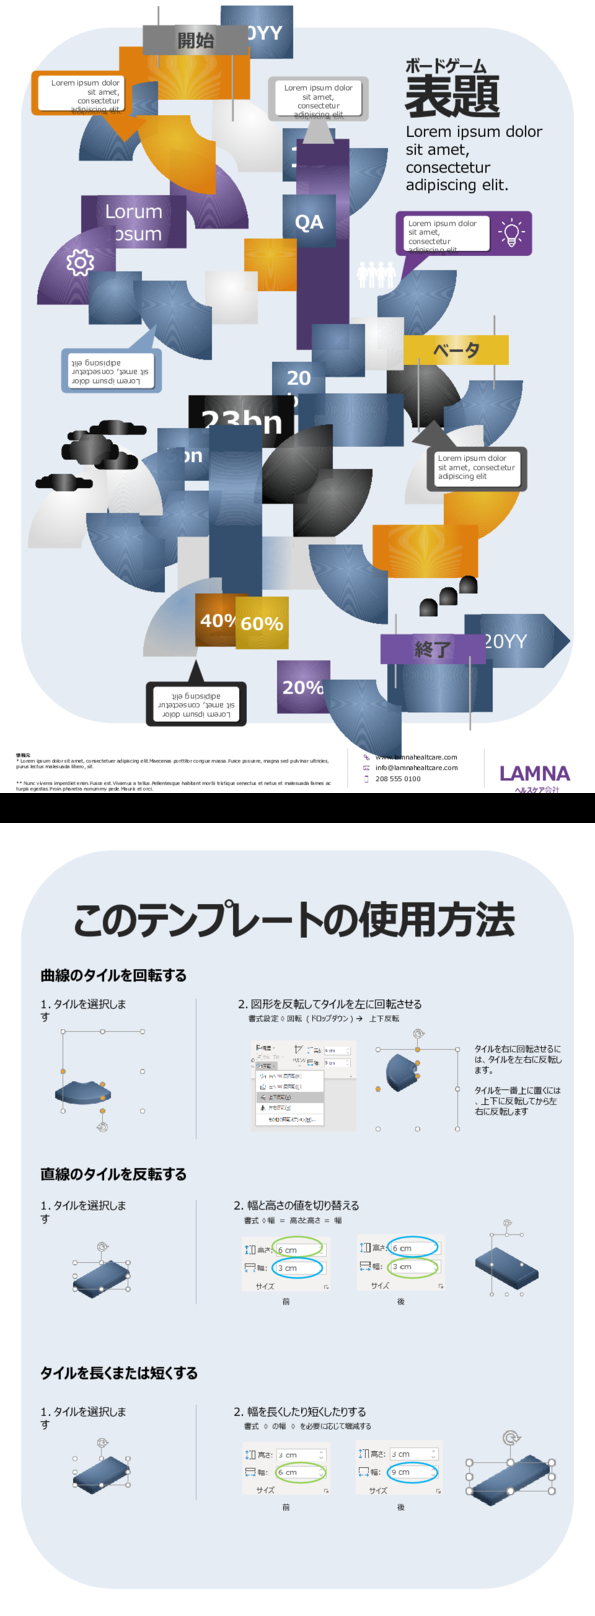 開始
0YY
ボードゲーム
表題
Lorem ipsum dolor
sit amet,
consectetur
adipiscing elit.
Lorem ipsum dolor
sit amet,
consectetur
adipiscing elit
Lorem ipsum dolor
sit amet,
consectetur
adipiscing elit
Lorum
ipsum
QA
Lorem ipsum dolor
sit amet,
consectetur
adipiscing elit
ベータ
Lorem ipsum dolor
sit amet, consectetur
adipiscing elit
20
23bn
bn
Lorem ipsum dolor
sit amet, consectetur
adipiscing elit
40%
60%
終了
20YY
20%
Lorem ipsum dolor
sit amet, consectetur
adipiscing elit
* Lorem ipsum dolor sit amet, consectetuer adipiscing elit. Maecenas porttitor congue massa. Fusce posuere, magna sed pulvinar ultricies,
purus lectus malesuada libero, sit.
** Nunc viverra imperdiet enim. Fusce est. Vivamus a tellus. Pellentesque habitant morbi tristique senectus et netus et malesuada fames ac
turpis egestas. Proin pharetra nonummy pede. Mauris et orci.
www.lamnahealtcare.com
info@lamnahealtcare.com
208 555 0100
LAMNA
ヘルスケア会社
このテンプレートの使用方法
曲線のタイルを回転する
1. タイルを選択しま
す
2. 図形を反転してタイルを左に回転させる
書式設定 ◊ 回転 (ドロップダウン) → 上下反転
タイルを右に回転させるに
は、タイルを左右に反転し
ます。
タイルを一番上に置くには
、上下に反転してから左
右に反転します
直線のタイルを反転する
1. タイルを選択しま
す
2. 幅と高さの値を切り替える
書式 ◊ 幅 = 高さと高さ = 幅
高さ: 6 cm
幅: 3 cm
サイズ
前
高さ: 6 cm
幅: 3 cm
サイズ
後
タイルを長くまたは短くする
1. タイルを選択しま
す
2. 幅を長くしたり短くしたりする
書式 ◊ の幅 ◊ を必要に応じて増減する
高さ: 3 cm
幅: 6 cm
サイズ
前
高さ: 3 cm
幅: 9 cm
サイズ
後